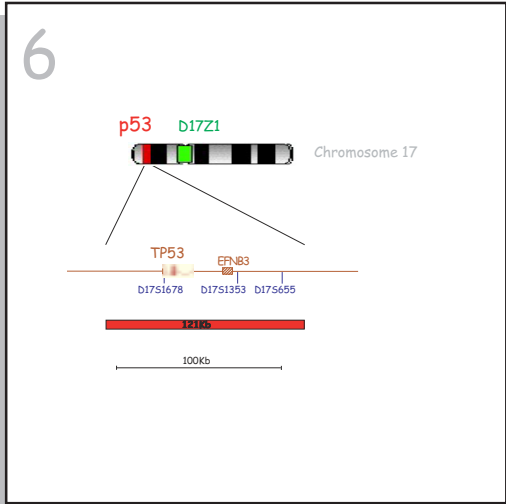 6
p53
D17Z1
Chromosome 17
TP53
EFNB3
D17S1678
D17S1353
D17S655
121Kb
100Kb